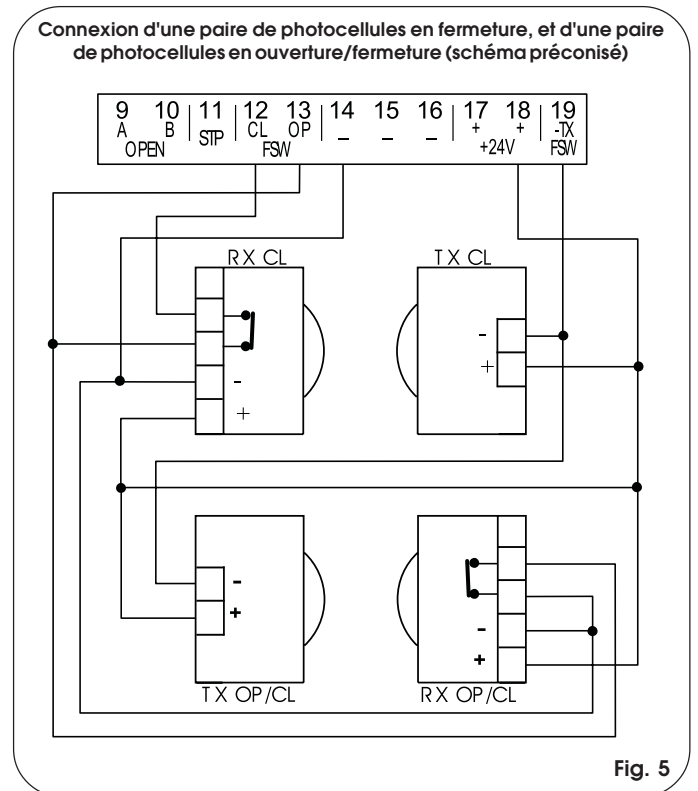 Connexion d'une paire de photocellules en fermeture, et d'une paire
de photocellules en ouverture/fermeture (schéma préconisé)
9 10 11 12 13 14 15 16 17 18 19
A B STP CL OP - - - + + -TX
OPEN FSW +24V FSW
RX CL TX CL
-
+
-
+
-
+
-
+
TX OP/CL RX OP/CL
Fig. 5